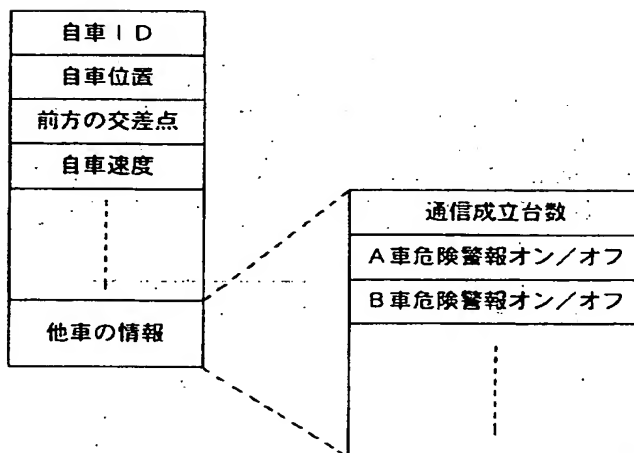 自車ID
自車位置
前方の交差点
自車速度
他車の情報
通信成立台数
A車危険警報オン／オフ
B車危険警報オン／オフ